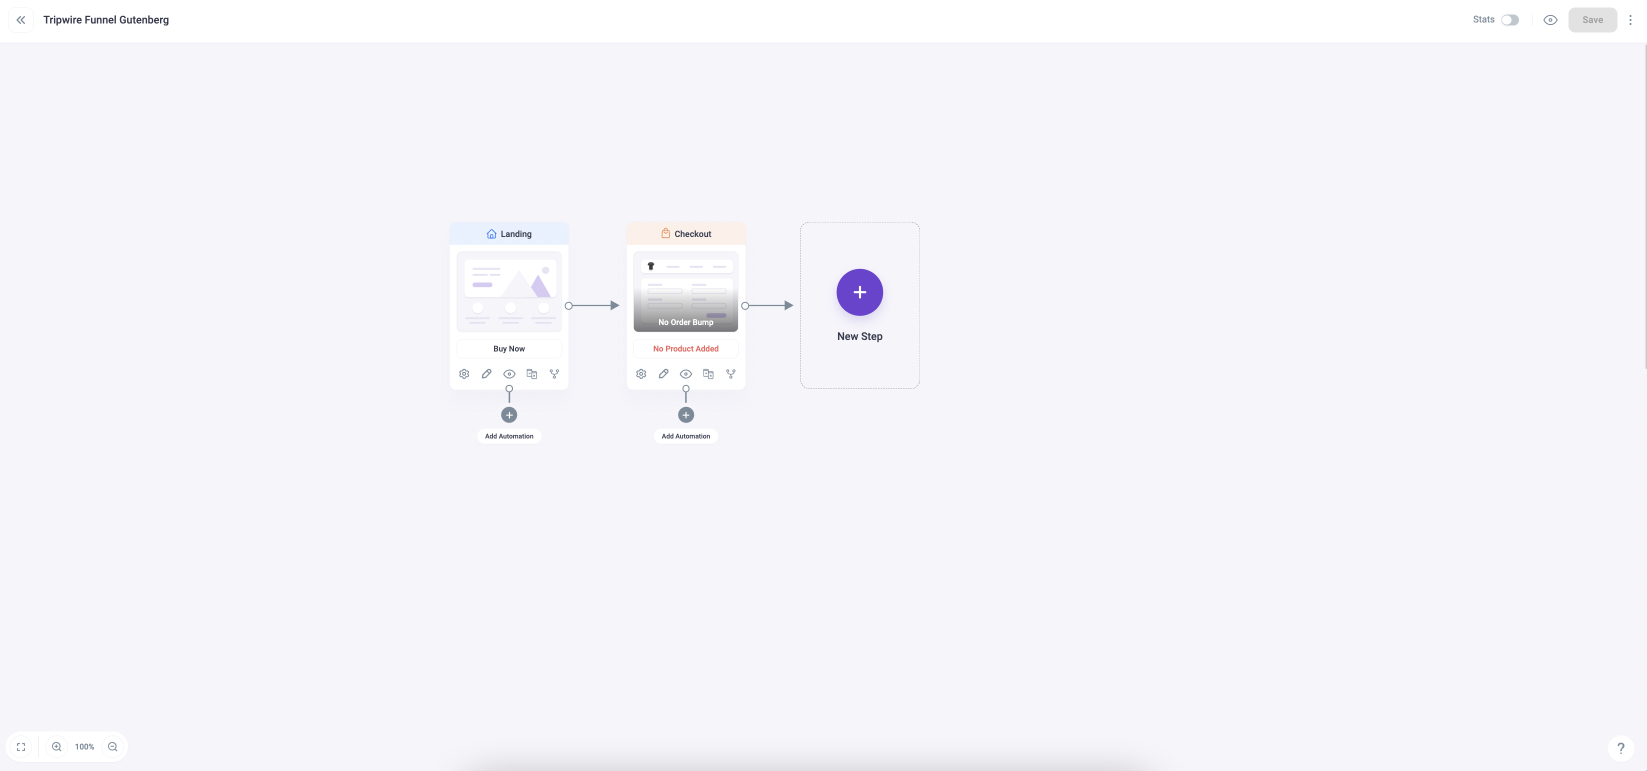 Tripwire Funnel Gutenberg
Stats
Save
Landing
Checkout
No Order Bump
Buy Now
No Product Added
New Step
Add Automation
Add Automation
100%
?